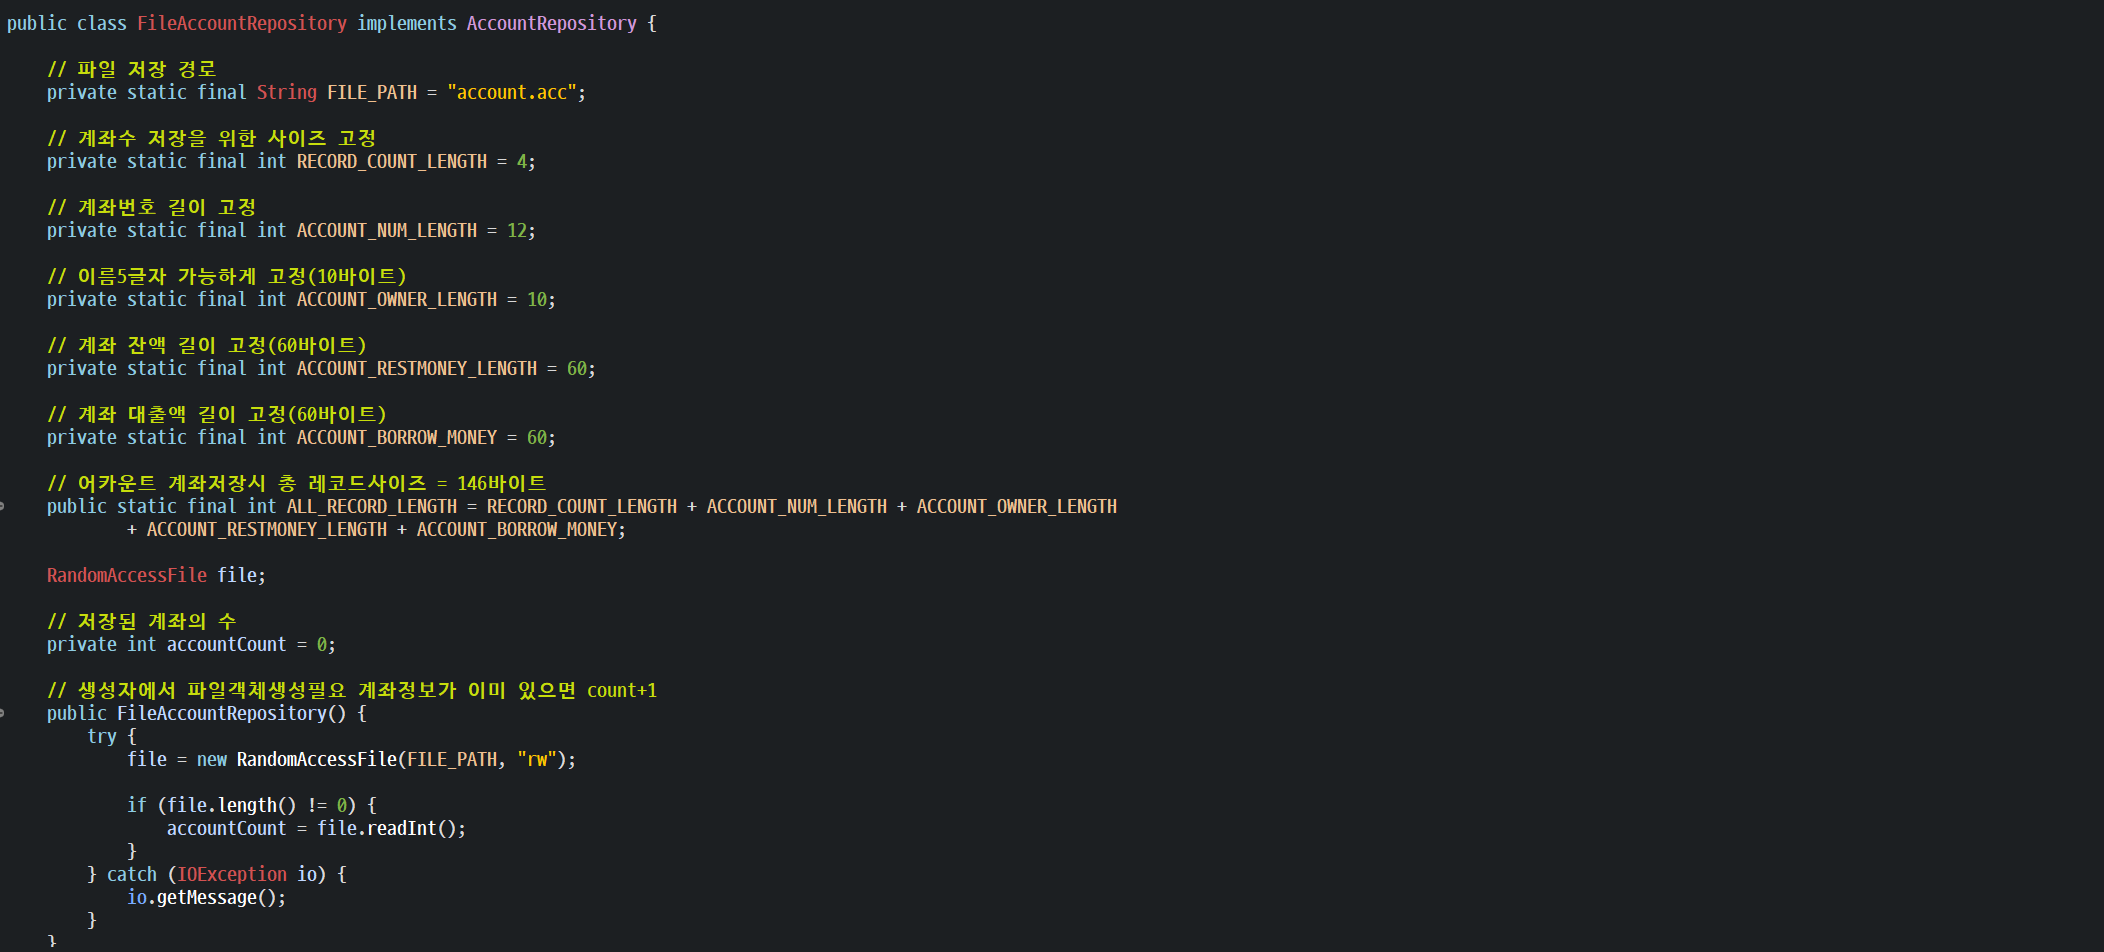 public class FileAccountRepository implements AccountRepository {
// 파일 저장 경로
private static final String FILE_PATH = "account.acc";
// 계좌수 저장을 위한 사이즈 고정
private static final int RECORD_COUNT_LENGTH = 4;
// 계좌번호 길이 고정
private static final int ACCOUNT_NUM_LENGTH = 12;
// 이름5글자 가능하게 고정(10바이트)
private static final int ACCOUNT_OWNER_LENGTH = 10;
// 계좌 잔액 길이 고정(60바이트)
private static final int ACCOUNT_RESTMONEY_LENGTH = 60;
// 계좌 대출액 길이 고정(60바이트)
private static final int ACCOUNT_BORROW_MONEY = 60;
// 어카운트 계좌저장시 총 레코드사이즈 = 146바이트
public static final int ALL_RECORD_LENGTH = RECORD_COUNT_LENGTH + ACCOUNT_NUM_LENGTH + ACCOUNT_OWNER_LENGTH
+ ACCOUNT_RESTMONEY_LENGTH + ACCOUNT_BORROW_MONEY;
RandomAccessFile file;
// 저장된 계좌의 수
private int accountCount = 0;
// 생성자에서 파일객체생성필요 계좌정보가 이미 있으면 count+1
public FileAccountRepository() {
try {
file = new RandomAccessFile(FILE_PATH, "rw");
if (file.length() != 0) {
accountCount = file.readInt();
}
} catch (IOException io) {
io.getMessage();
}
}